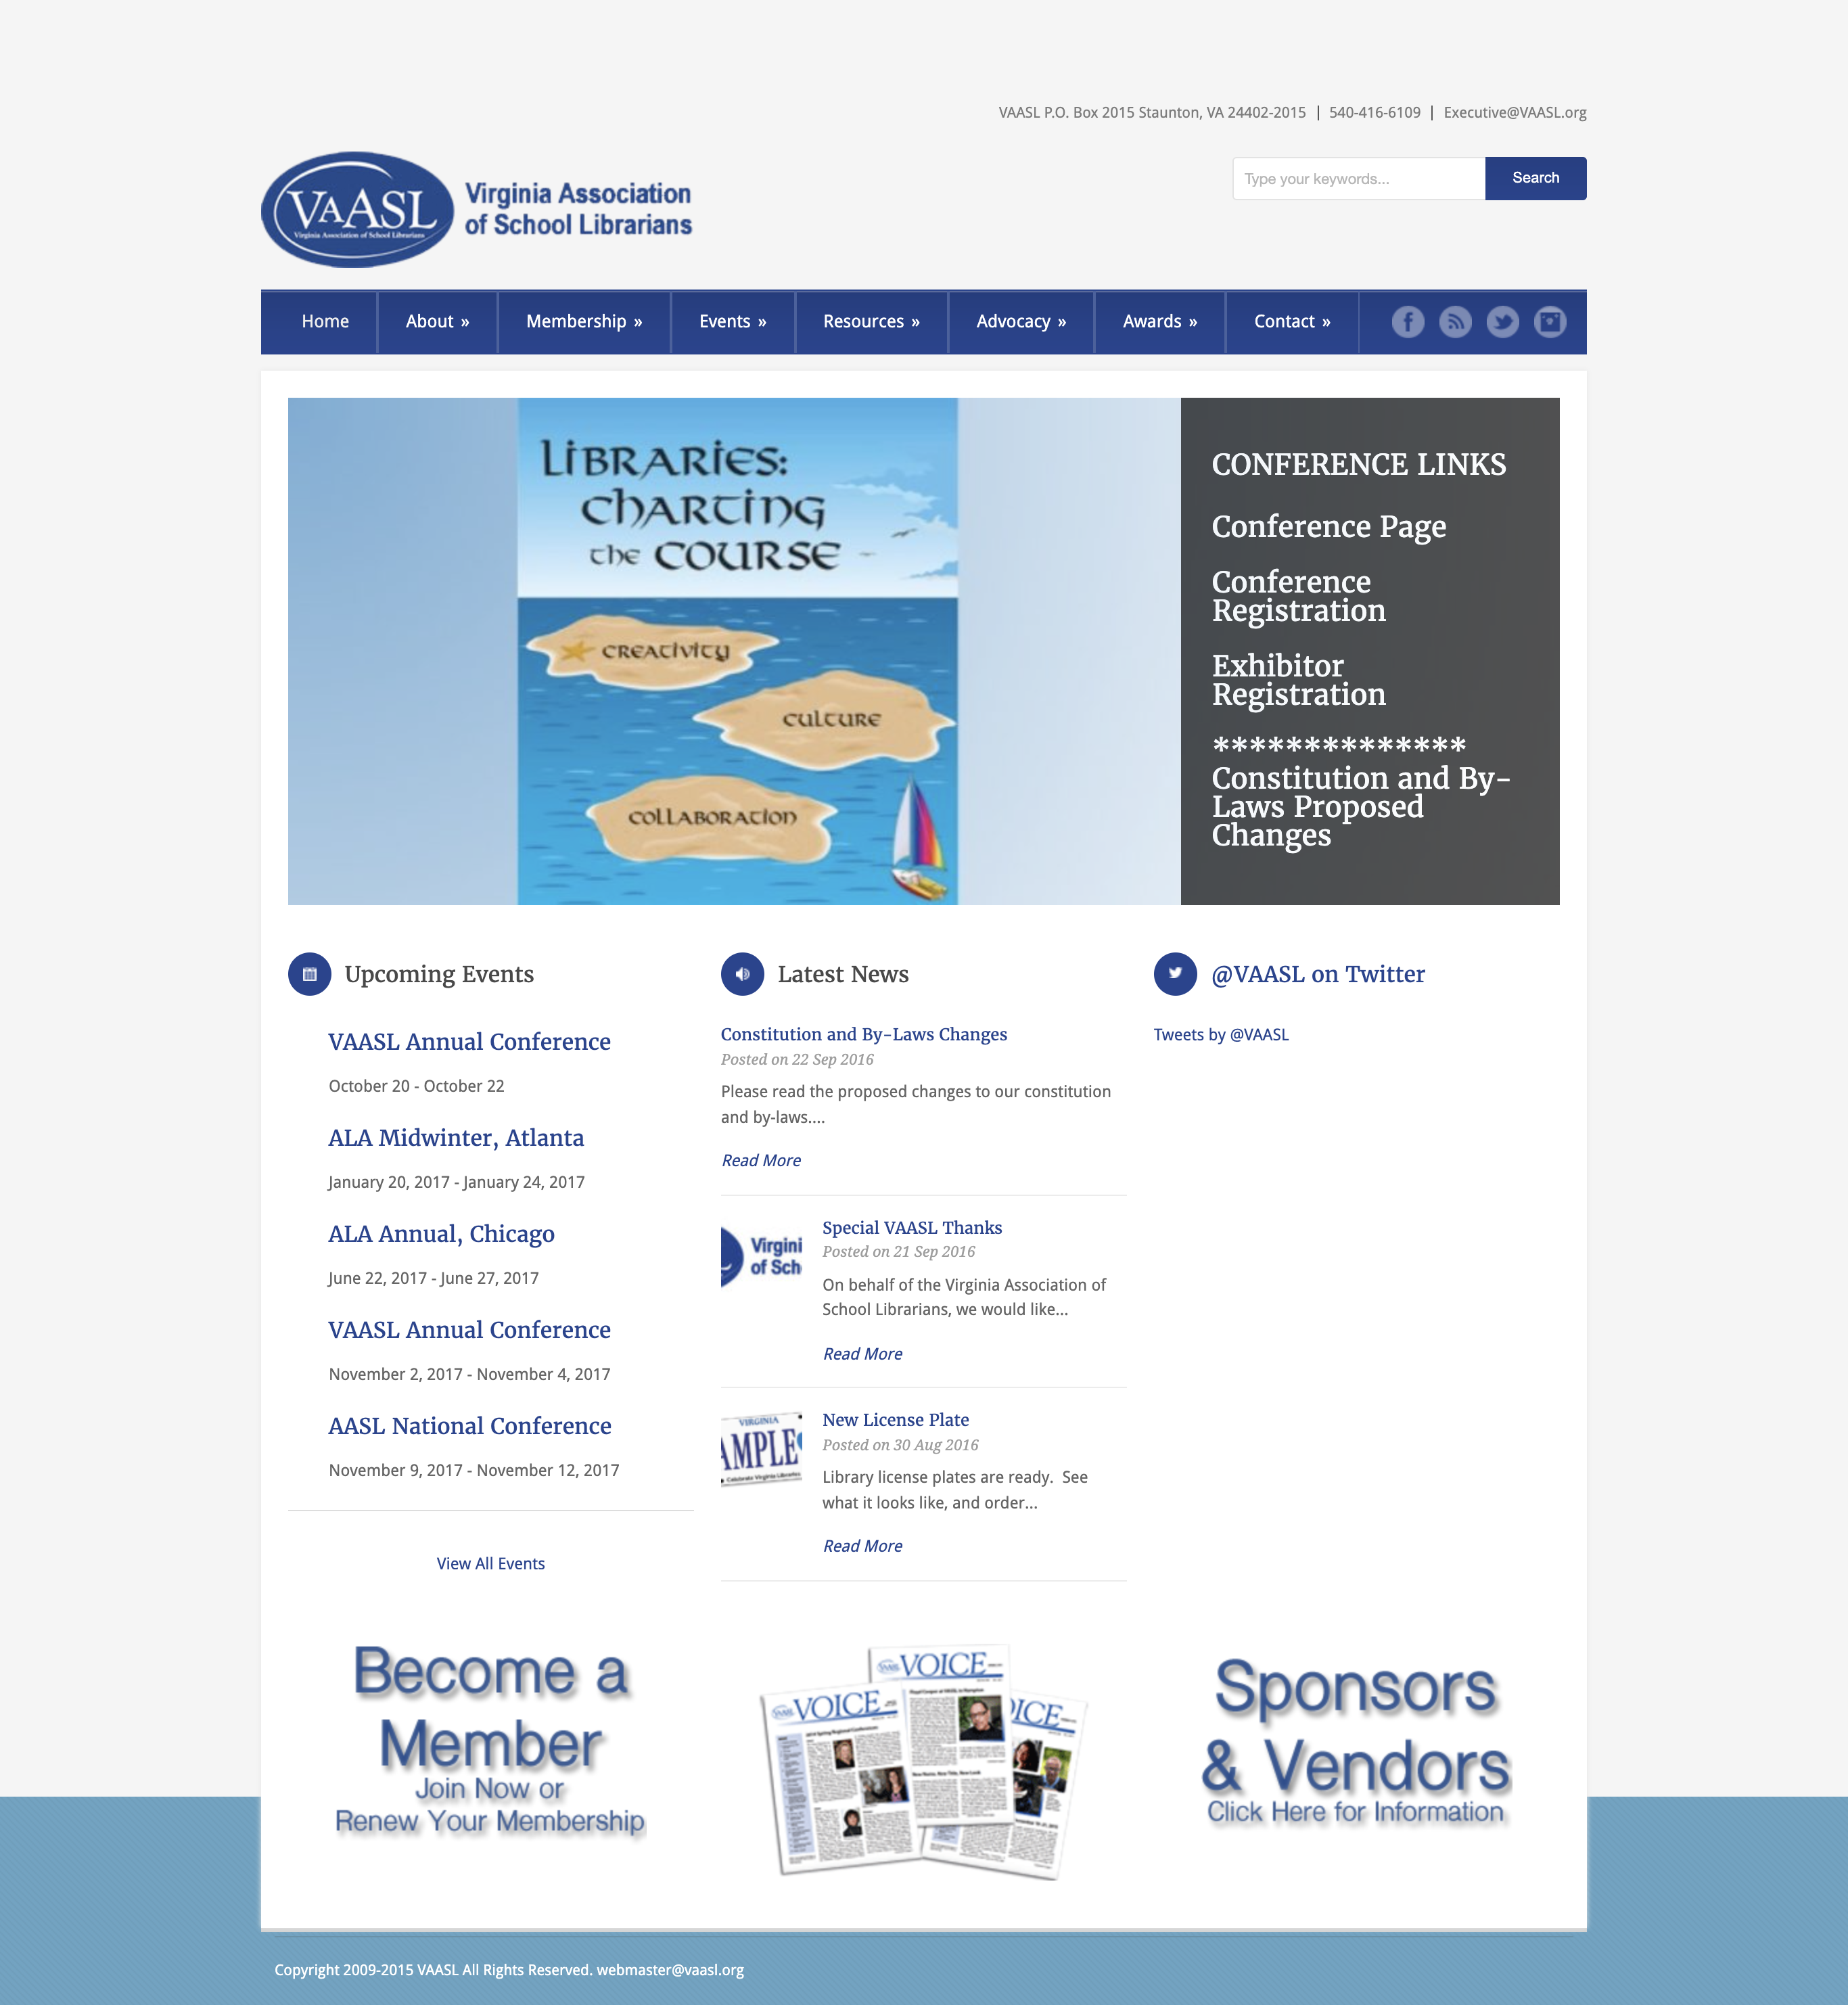 VAASL P.O. Box 2015 Staunton, VA 24402-2015 | 540-416-6109 | Executive@VAASL.org
VAASL
Virginia Association of School Librarians
Virginia Association
of School Librarians
Type your keywords...
Search
Home
About »
Membership »
Events »
Resources »
Advocacy »
Awards »
Contact »
LIBRARIES:
CHARTING
THE COURSE
CREATIVITY
CULTURE
COLLABORATION
CONFERENCE LINKS
Conference Page
Conference
Registration
Exhibitor
Registration
**************
Constitution and By-
Laws Proposed
Changes
Upcoming Events
VAASL Annual Conference
October 20 - October 22
ALA Midwinter, Atlanta
January 20, 2017 - January 24, 2017
ALA Annual, Chicago
June 22, 2017 - June 27, 2017
VAASL Annual Conference
November 2, 2017 - November 4, 2017
AASL National Conference
November 9, 2017 - November 12, 2017
View All Events
Latest News
Constitution and By-Laws Changes
Posted on 22 Sep 2016
Please read the proposed changes to our constitution
and by-laws....
Read More
Virgini
of Sch
Special VAASL Thanks
Posted on 21 Sep 2016
On behalf of the Virginia Association of
School Librarians, we would like...
Read More
VIRGINIA
AMPLE
Celebrate Virginia Libraries
New License Plate
Posted on 30 Aug 2016
Library license plates are ready.  See
what it looks like, and order...
Read More
@VAASL on Twitter
Tweets by @VAASL
Become a
Member
Join Now or
Renew Your Membership
VOICE
VOICE
OICE
Sponsors
& Vendors
Click Here for Information
Copyright 2009-2015 VAASL All Rights Reserved. webmaster@vaasl.org